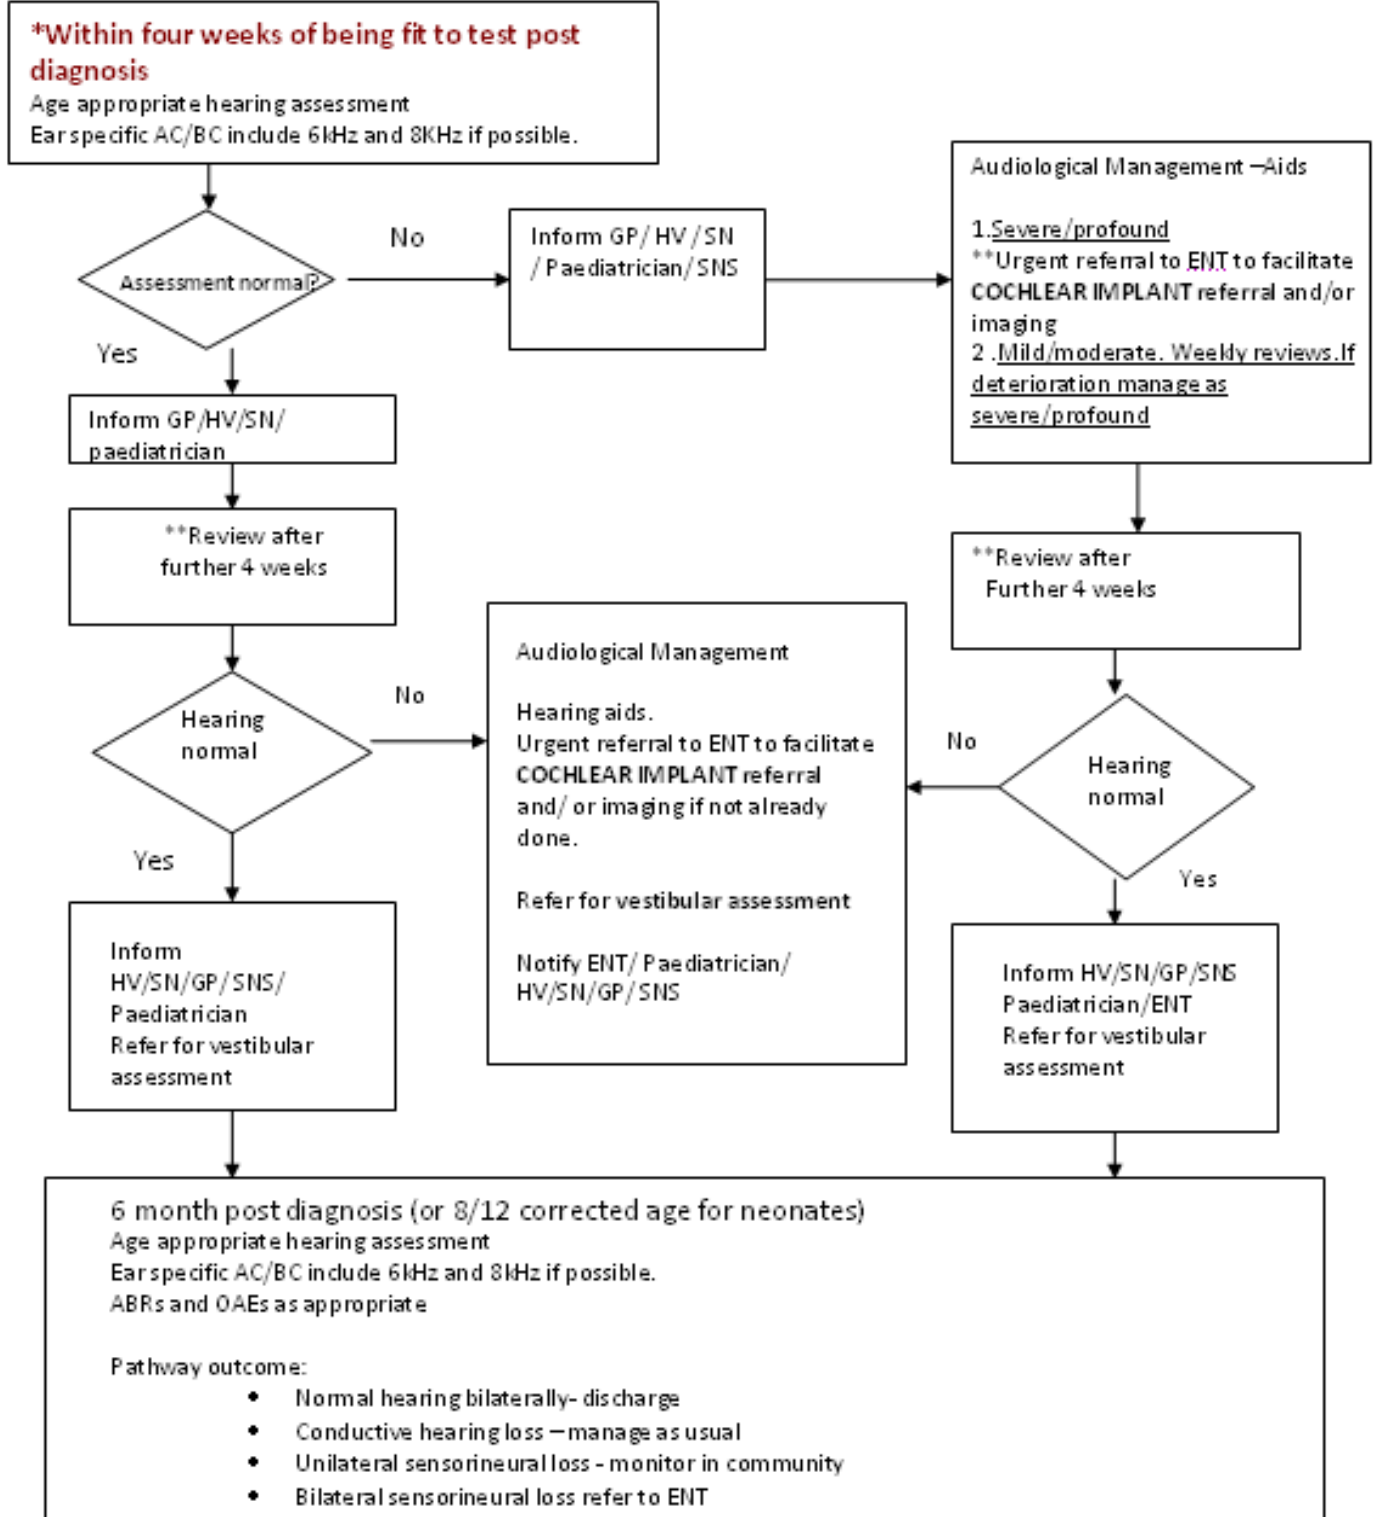 *Within four weeks of being fit to test post
diagnosis
Age appropriate hearing assessment
Ear specific AC/BC include 6kHz and 8KHz if possible.
Assessment normal?
No
Inform GP/ HV / SN
/ Paediatrician/ SNS
Audiological Management –Aids
1.Severe/profound
**Urgent referral to ENT to facilitate
COCHLEAR IMPLANT referral and/or
imaging
2 .Mild/moderate. Weekly reviews.If
deterioration manage as
severe/profound
Yes
Inform GP/HV/SN/
paediatrician
**Review after
further 4 weeks
**Review after
Further 4 weeks
Hearing
normal
No
Audiological Management
Hearing aids.
Urgent referral to ENT to facilitate
COCHLEAR IMPLANT referral
and/ or imaging if not already
done.
Refer for vestibular assessment
Notify ENT/ Paediatrician/
HV/SN/GP/ SNS
No
Hearing
normal
Yes
Inform
HV/SN/GP/ SNS/
Paediatrician
Refer for vestibular
assessment
Yes
Inform HV/SN/GP/SNS
Paediatrician/ENT
Refer for vestibular
assessment
6 month post diagnosis (or 8/12 corrected age for neonates)
Age appropriate hearing assessment
Ear specific AC/BC include 6kHz and 8kHz if possible.
ABRs and OAEs as appropriate
Pathway outcome:
• Normal hearing bilaterally- discharge
• Conductive hearing loss – manage as usual
• Unilateral sensorineural loss - monitor in community
• Bilateral sensorineural loss refer to ENT